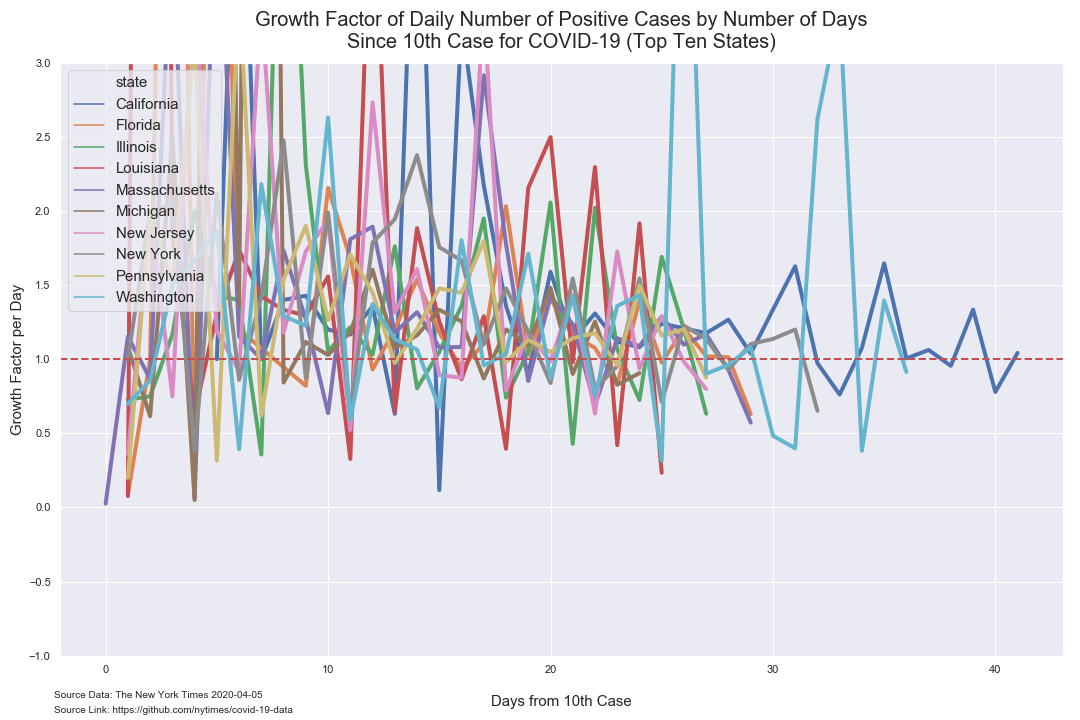 Growth Factor of Daily Number of Positive Cases by Number of Days
Since 10th Case for COVID-19 (Top Ten States)
3.0
2.5
2.0
1.5
1.0
0.5
0.0
−0.5
−1.0
Growth Factor per Day
state
California
Florida
Illinois
Louisiana
Massachusetts
Michigan
New Jersey
New York
Pennsylvania
Washington
0 10 20 30 40
Days from 10th Case
Source Data: The New York Times 2020-04-05
Source Link: https://github.com/nytimes/covid-19-data